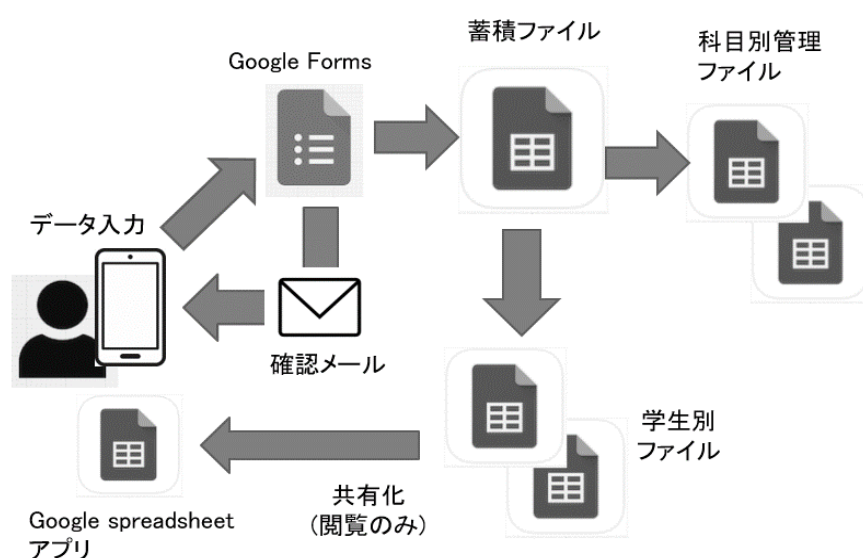 蓄積ファイル
科目別管理
ファイル
Google Forms
データ入力
確認メール
学生別
ファイル
共有化
(閲覧のみ)
Google spreadsheet
アプリ